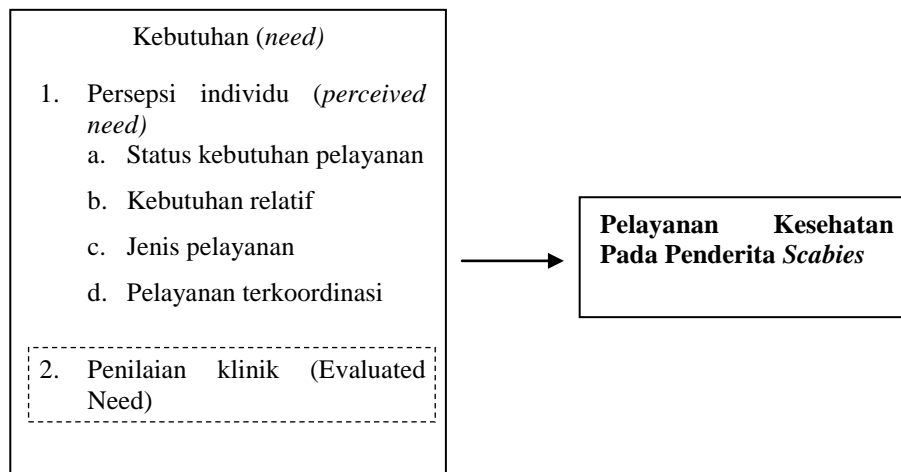 Kebutuhan (need)
1. Persepsi individu (perceived
need)
a. Status kebutuhan pelayanan
b. Kebutuhan relatif
c. Jenis pelayanan
d. Pelayanan terkoordinasi
2. Penilaian klinik (Evaluated
Need)
Pelayanan Kesehatan
Pada Penderita Scabies